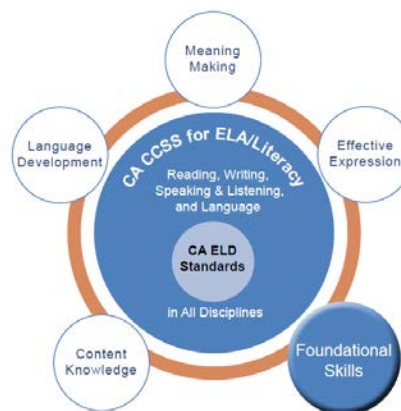 Meaning
Making
Language
Development
Effective
Expression
CA CCSS for ELA/Literacy
Reading, Writing,
Speaking & Listening,
and Language
CA ELD
Standards
in All Disciplines
Content
Knowledge
Foundational
Skills